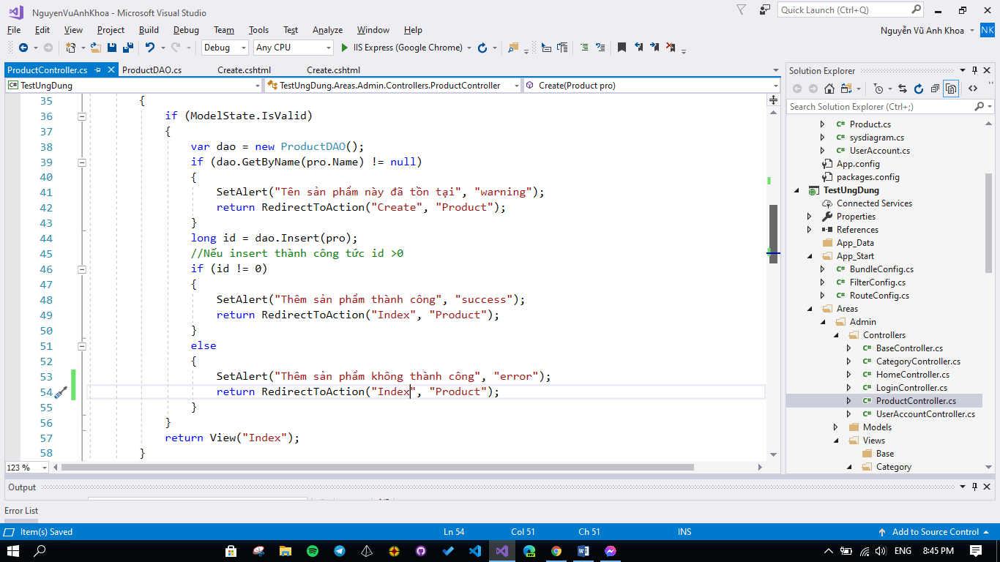 NguyenVuAnhKhoa - Microsoft Visual Studio
Quick Launch (Ctrl+Q)
File Edit View Project Build Debug Team Tools Test Analyze Window Help
Nguyễn Vũ Anh Khoa NK
Debug Any CPU IIS Express (Google Chrome)
ProductController.cs ProductDAO.cs Create.cshtml Create.cshtml
TestUngDung TestUngDung.Areas.Admin.Controllers.ProductController Create(Product pro)
35 {
36 if (ModelState.IsValid)
37 {
38 var dao = new ProductDAO();
39 if (dao.GetByName(pro.Name) != null)
40 {
41 SetAlert("Tên sản phẩm này đã tồn tại", "warning");
42 return RedirectToAction("Create", "Product");
43 }
44 long id = dao.Insert(pro);
45 //Nếu insert thành công tức id >0
46 if (id != 0)
47 {
48 SetAlert("Thêm sản phẩm thành công", "success");
49 return RedirectToAction("Index", "Product");
50 }
51 else
52 {
53 SetAlert("Thêm sản phẩm không thành công", "error");
54 return RedirectToAction("Index", "Product");
55 }
56 }
57 return View("Index");
58 }
123 %
Solution Explorer
Search Solution Explorer (Ctrl+;)
C# Product.cs
C# sysdiagram.cs
C# UserAccount.cs
App.config
packages.config
TestUngDung
Connected Services
Properties
References
App_Data
App_Start
C# BundleConfig.cs
C# FilterConfig.cs
C# RouteConfig.cs
Areas
Admin
Controllers
C# BaseController.cs
C# CategoryController.cs
C# HomeController.cs
C# LoginController.cs
C# ProductController.cs
C# UserAccountController.cs
Models
Views
Base
Category
Output
Error List
Item(s) Saved Ln 54 Col 51 Ch 51 INS Add to Source Control
ENG 8:45 PM